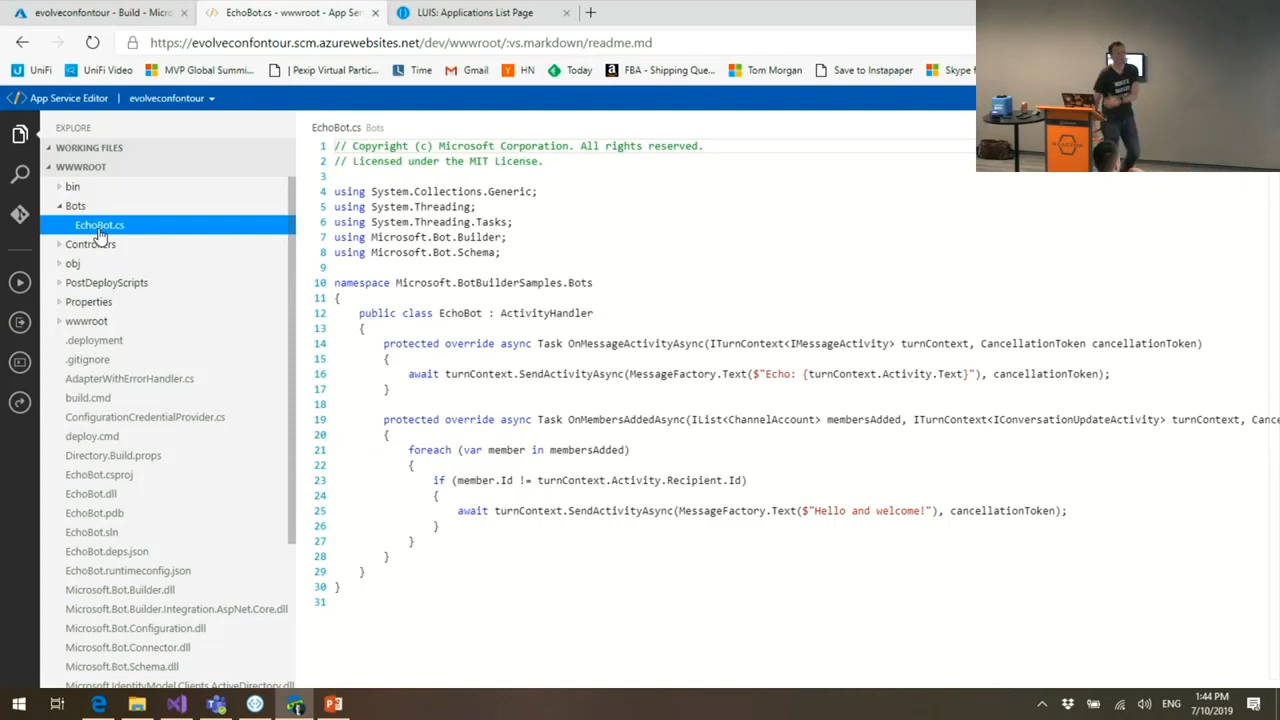 evolveconfontour - Build - Micro
EchoBot.cs - wwwroot - App Serv
LUIS: Applications List Page
https://evolveconfontour.scm.azurewebsites.net/dev/wwwroot/:vs.markdown/readme.md
UniFi
UniFi Video
MVP Global Summi...
| Pexip Virtual Partic...
Time
Gmail
HN
Today
FBA - Shipping Que...
Tom Morgan
Save to Instapaper
Skype f
App Service Editor
evolveconfontour
EXPLORE
WORKING FILES
WWWROOT
bin
Bots
EchoBot.cs
Controllers
obj
PostDeployScripts
Properties
wwwroot
.deployment
.gitignore
AdapterWithErrorHandler.cs
build.cmd
ConfigurationCredentialProvider.cs
deploy.cmd
Directory.Build.props
EchoBot.csproj
EchoBot.dll
EchoBot.pdb
EchoBot.sln
EchoBot.deps.json
EchoBot.runtimeconfig.json
Microsoft.Bot.Builder.dll
Microsoft.Bot.Builder.Integration.AspNet.Core.dll
Microsoft.Bot.Configuration.dll
Microsoft.Bot.Connector.dll
Microsoft.Bot.Schema.dll
Microsoft.IdentityModel.Clients.ActiveDirectory.dll
EchoBot.cs Bots
1 // Copyright (c) Microsoft Corporation. All rights reserved.
2 // Licensed under the MIT License.
3
4 using System.Collections.Generic;
5 using System.Threading;
6 using System.Threading.Tasks;
7 using Microsoft.Bot.Builder;
8 using Microsoft.Bot.Schema;
9
10 namespace Microsoft.BotBuilderSamples.Bots
11 {
12 public class EchoBot : ActivityHandler
13 {
14 protected override async Task OnMessageActivityAsync(ITurnContext<IMessageActivity> turnContext, CancellationToken cancellationToken)
15 {
16 await turnContext.SendActivityAsync(MessageFactory.Text($"Echo: {turnContext.Activity.Text}"), cancellationToken);
17 }
18
19 protected override async Task OnMembersAddedAsync(IList<ChannelAccount> membersAdded, ITurnContext<IConversationUpdateActivity> turnContext, Cance
20 {
21 foreach (var member in membersAdded)
22 {
23 if (member.Id != turnContext.Activity.Recipient.Id)
24 {
25 await turnContext.SendActivityAsync(MessageFactory.Text($"Hello and welcome!"), cancellationToken);
26 }
27 }
28 }
29 }
30 }
31
ENG
1:44 PM
7/10/2019